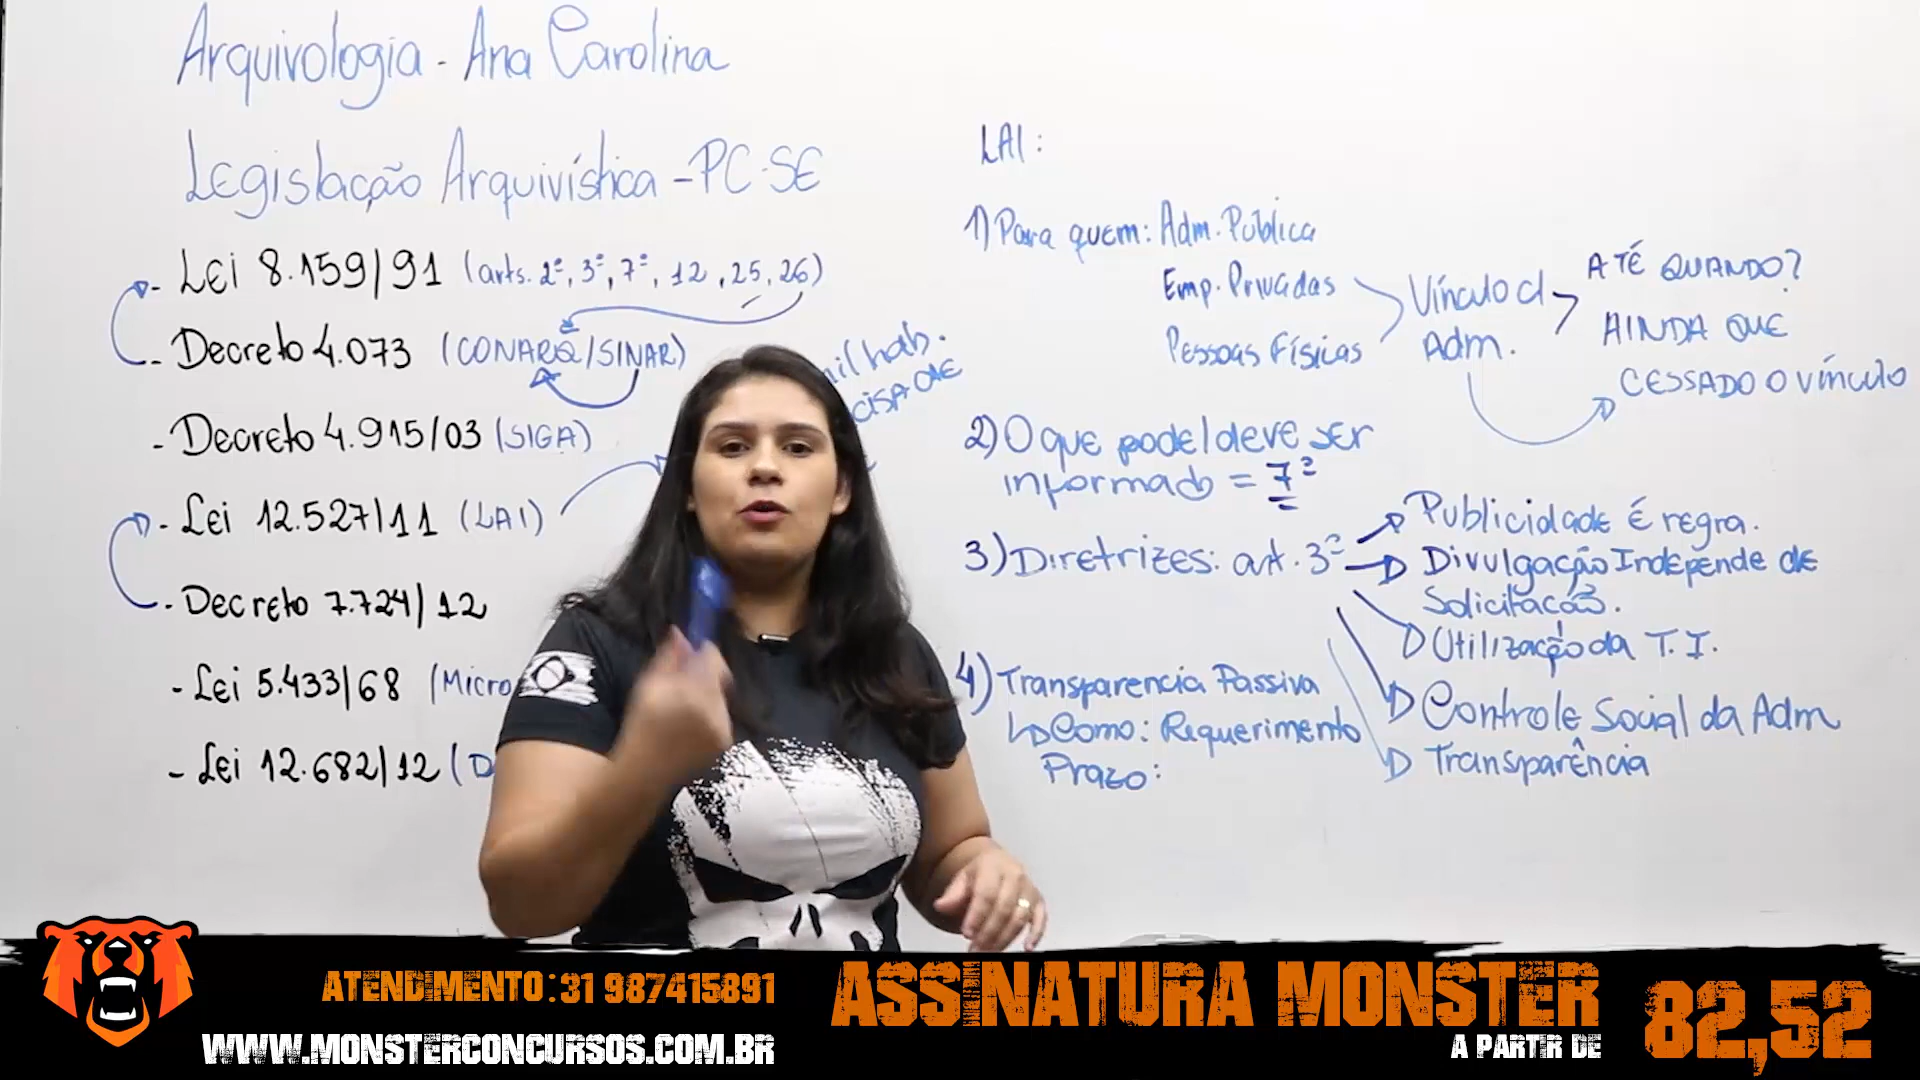 Arquivologia - Ana Carolina
Legislação Arquivística - PC-SE
- Lei 8.159/91 (arts. 2º, 3º, 7º, 12, 25, 26)
- Decreto 4.073 (CONARQ/SINAR)
- Decreto 4.915/03 (SIGA)
- Lei 12.527/11 (LAI)
- Decreto 7.724/12
- Lei 5.433/68 (Micro
- Lei 12.682/12 (D
mil hab.
LAI:
1) Para quem: Adm. Pública
Emp. Privadas
Pessoas Físicas
Vínculo c/
Adm.
ATÉ QUANDO?
AINDA QUE
CESSADO O VÍNCULO
2) O que pode/deve ser
informado = 7º
3) Diretrizes: art. 3º
Publicidade é regra.
Divulgação Independe de
Solicitação.
Utilização da T.I.
Controle Social da Adm
Transparência
4) Transparencia Passiva
Como: Requerimento
Prazo:
ATENDIMENTO: 31 987415891
WWW.MONSTERCONCURSOS.COM.BR
ASSINATURA MONSTER
A PARTIR DE
82,52